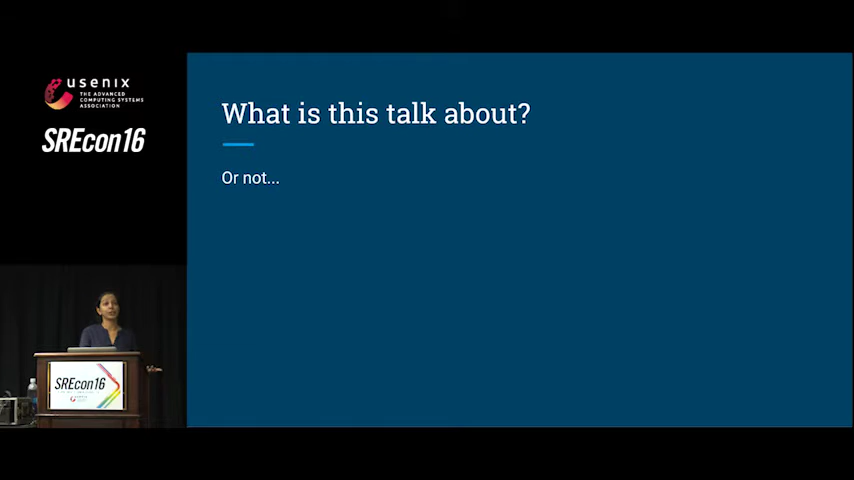 usenix
THE ADVANCED
COMPUTING SYSTEMS
ASSOCIATION
SREcon16
What is this talk about?
Or not...
SREcon16